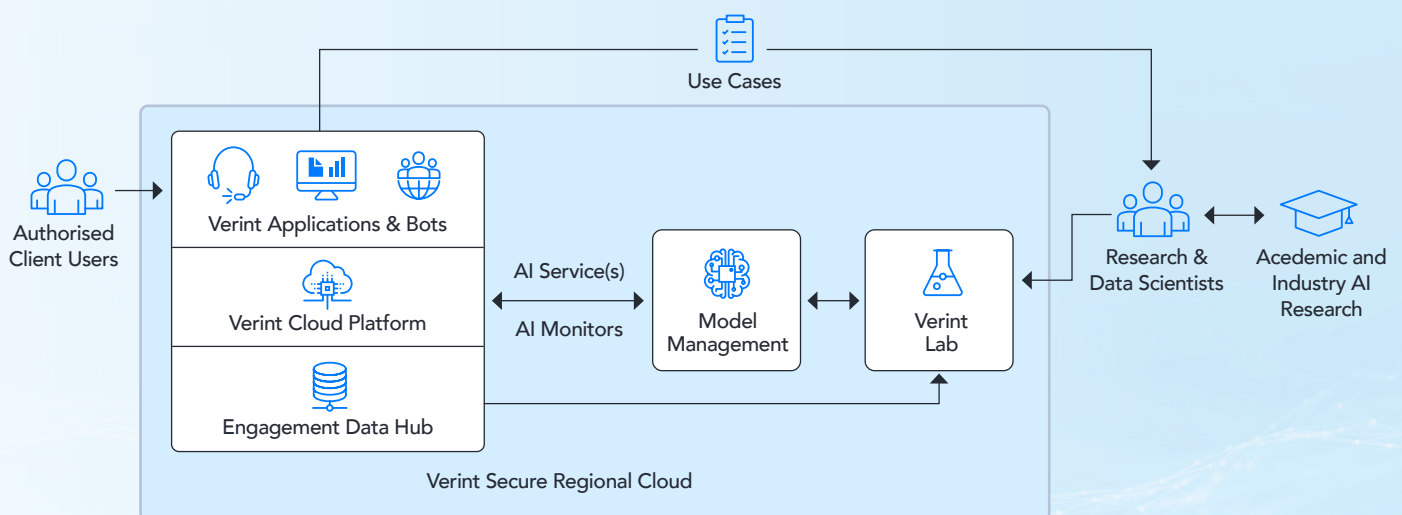 Use Cases
Authorised
Client Users
Verint Applications & Bots
Verint Cloud Platform
Engagement Data Hub
AI Service(s)
AI Monitors
Model
Management
Verint
Lab
Research &
Data Scientists
Acedemic and
Industry AI
Research
Verint Secure Regional Cloud